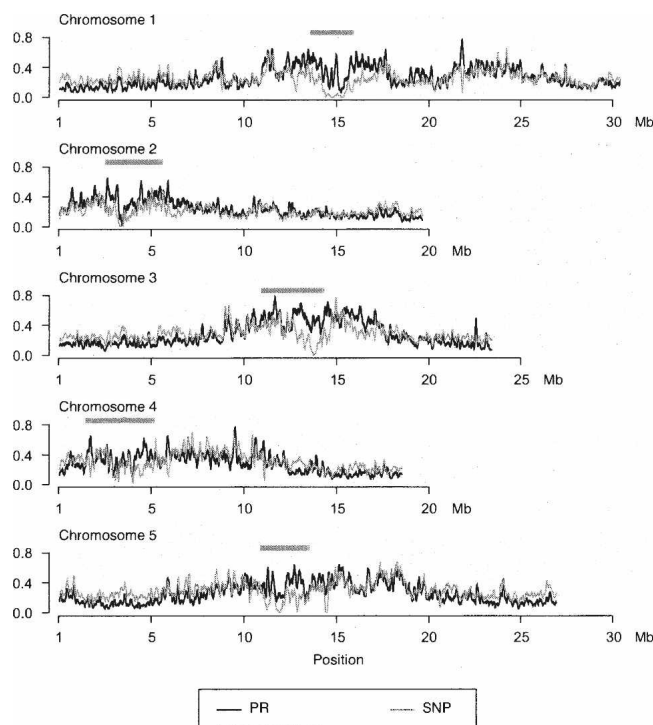 Chromosome 1
0.8
0.4
0.0
1 5 10 15 20 25 30 Mb
Chromosome 2
0.8
0.4
0.0
1 5 10 15 20 Mb
Chromosome 3
0.8
0.4
0.0
1 5 10 15 20 25 Mb
Chromosome 4
0.8
0.4
0.0
1 5 10 15 20 Mb
Chromosome 5
0.8
0.4
0.0
1 5 10 15 20 25 30 Mb
Position
PR SNP